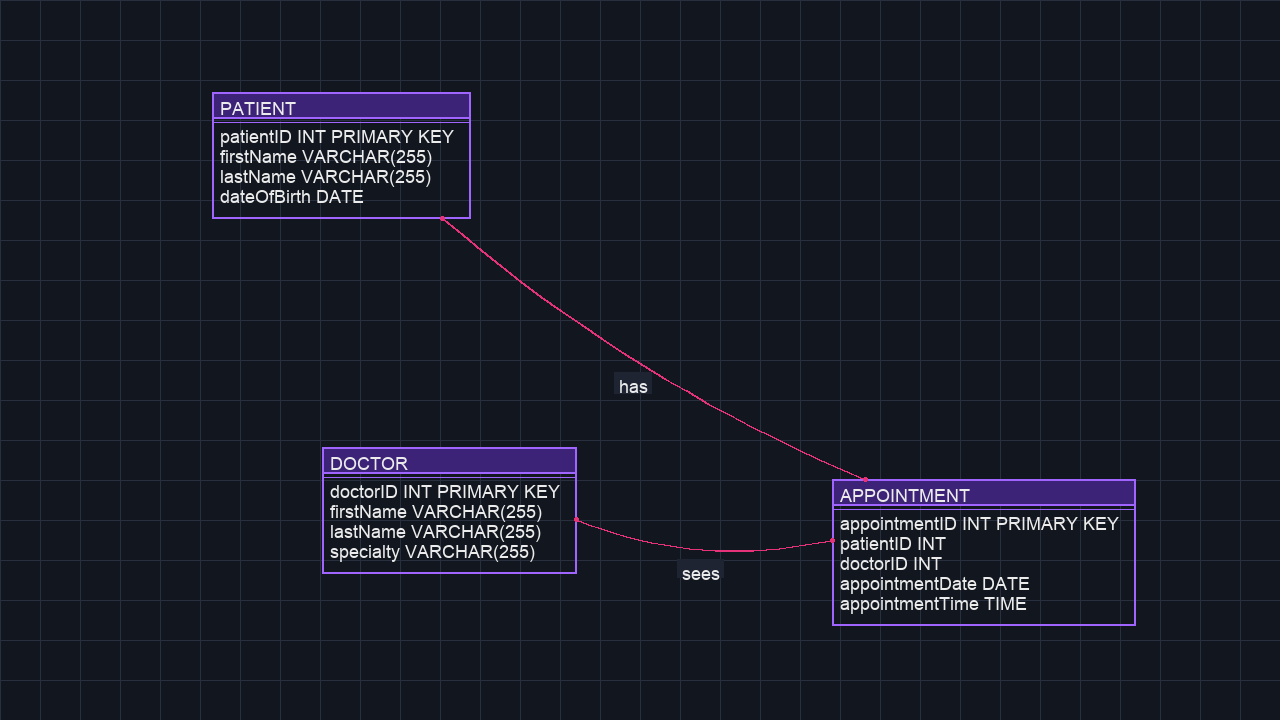 PATIENT
patientID INT PRIMARY KEY
firstName VARCHAR(255)
lastName VARCHAR(255)
dateOfBirth DATE
has
DOCTOR
doctorID INT PRIMARY KEY
firstName VARCHAR(255)
lastName VARCHAR(255)
specialty VARCHAR(255)
sees
APPOINTMENT
appointmentID INT PRIMARY KEY
patientID INT
doctorID INT
appointmentDate DATE
appointmentTime TIME